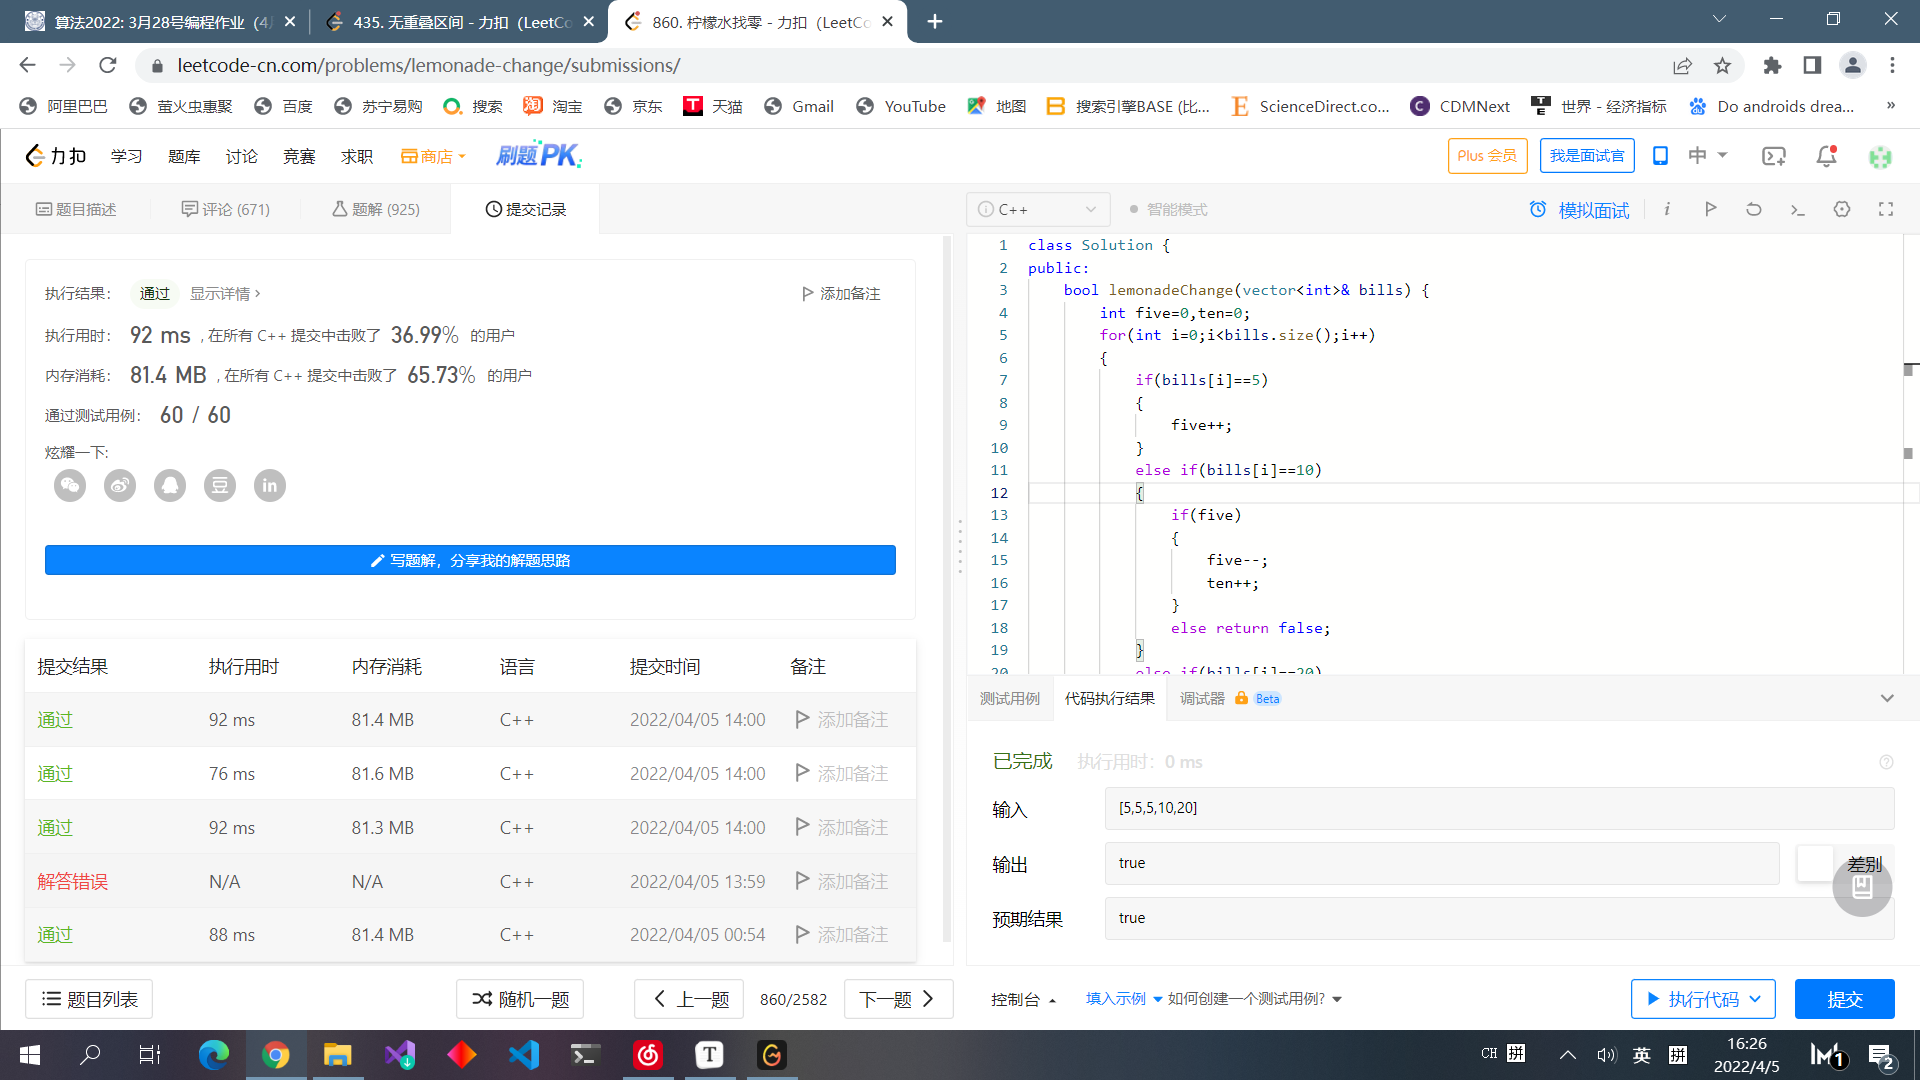 算法2022: 3月28号编程作业（4
435. 无重叠区间 - 力扣（LeetCo
860. 柠檬水找零 - 力扣（LeetCo
leetcode-cn.com/problems/lemonade-change/submissions/
阿里巴巴 萤火虫惠聚 百度 苏宁易购 搜索 淘宝 京东 天猫 Gmail YouTube 地图 搜索引擎BASE (比... ScienceDirect.co... CDMNext 世界 - 经济指标 Do androids drea... »
力扣 学习 题库 讨论 竞赛 求职 商店 刷题PK Plus 会员 我是面试官 中
题目描述 评论 (671) 题解 (925) 提交记录
C++ 智能模式 模拟面试
执行结果： 通过 显示详情 > 添加备注
执行用时： 92 ms , 在所有 C++ 提交中击败了 36.99% 的用户
内存消耗： 81.4 MB , 在所有 C++ 提交中击败了 65.73% 的用户
通过测试用例： 60 / 60
炫耀一下:
写题解，分享我的解题思路
提交结果 执行用时 内存消耗 语言 提交时间 备注
通过 92 ms 81.4 MB C++ 2022/04/05 14:00 添加备注
通过 76 ms 81.6 MB C++ 2022/04/05 14:00 添加备注
通过 92 ms 81.3 MB C++ 2022/04/05 14:00 添加备注
解答错误 N/A N/A C++ 2022/04/05 13:59 添加备注
通过 88 ms 81.4 MB C++ 2022/04/05 00:54 添加备注
题目列表 随机一题 上一题 860/2582 下一题
1 class Solution {
2 public:
3 bool lemonadeChange(vector<int>& bills) {
4 int five=0,ten=0;
5 for(int i=0;i<bills.size();i++)
6 {
7 if(bills[i]==5)
8 {
9 five++;
10 }
11 else if(bills[i]==10)
12 {
13 if(five)
14 {
15 five--;
16 ten++;
17 }
18 else return false;
19 }
20 else if(bills[i]==20)
测试用例 代码执行结果 调试器 Beta
已完成 执行用时：0 ms
输入 [5,5,5,10,20]
输出 true 差别
预期结果 true
控制台 填入示例 如何创建一个测试用例? 执行代码 提交
CH 拼 英 拼 16:26
2022/4/5
1
2